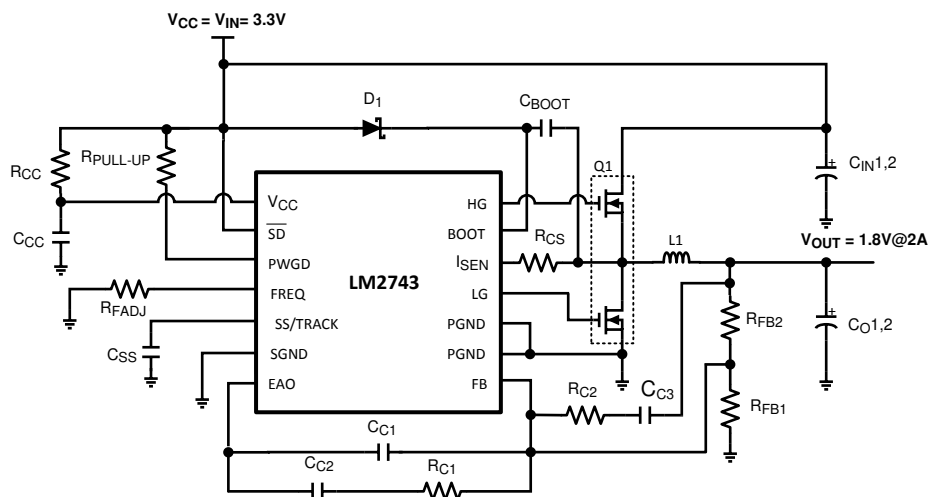 VCC = VIN = 3.3V
D1
CBOOT
RCC
RPULL-UP
Q1
CIN1,2
CCC
VCC
SD
PWGD
FREQ
SS/TRACK
SGND
EAO
LM2743
HG
BOOT
ISEN
LG
PGND
PGND
FB
RCS
L1
VOUT = 1.8V@2A
RFADJ
CSS
RFB2
CO1,2
RC2
CC3
RFB1
CC1
CC2
RC1